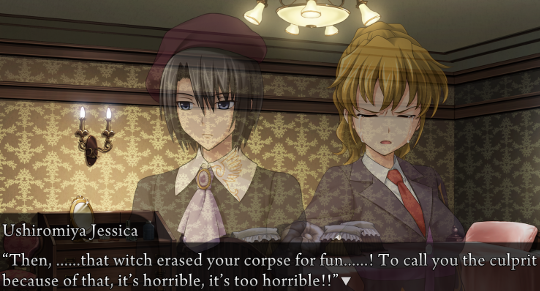 Ushiromiya Jessica
“Then, ......that witch erased your corpse for fun......! To call you the culprit
because of that, it's horrible, it's too horrible!!”▼